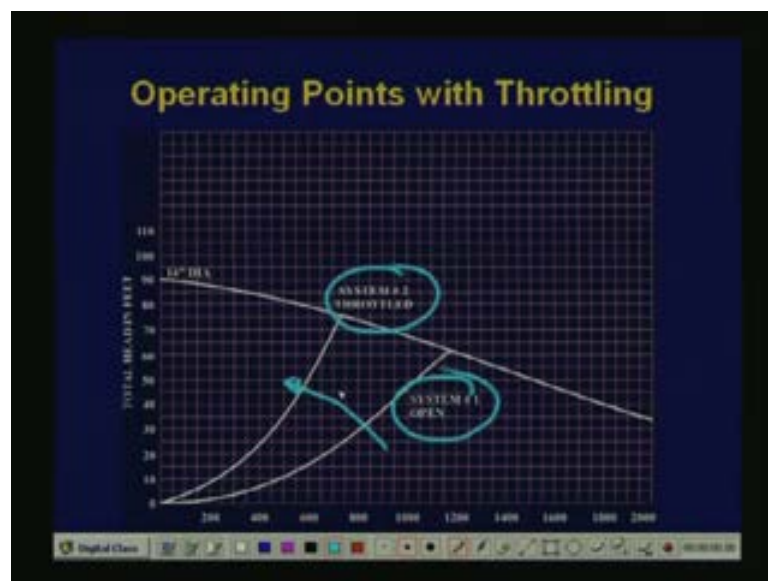 Operating Points with Throttling
110
100
90
80
70
60
50
40
30
20
10
0
TOTAL HEAD IN FEET
14" DIA
SYSTEM # 2
THROTTLED
SYSTEM # 1
OPEN
200
400
600
800
1000
1200
1400
1600
1800
2000
Digital Class